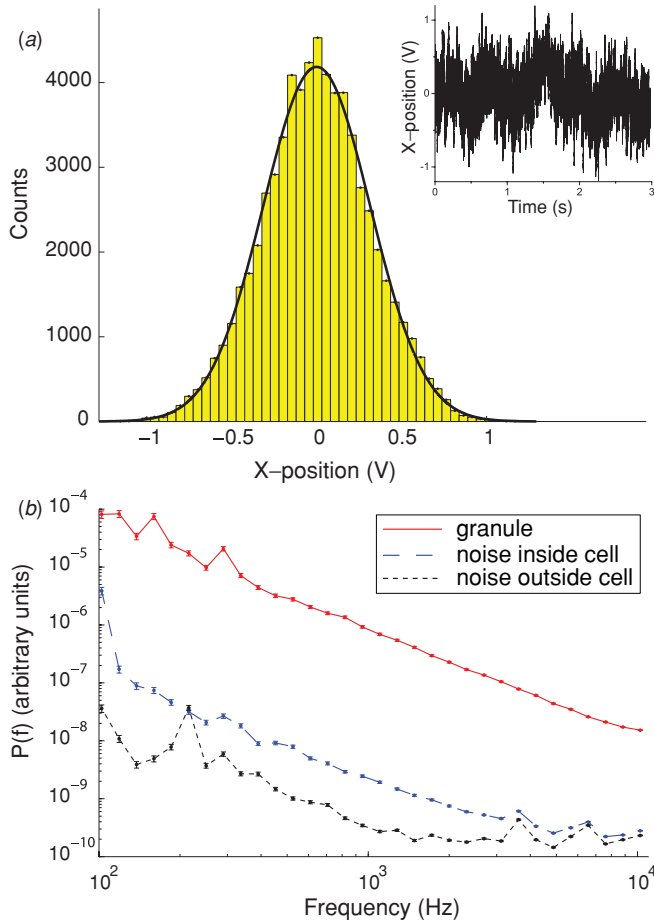 (a)
4000
3000
2000
1000
0
Counts
−1
−0.5
0
0.5
1
X−position (V)
1
0
-1
X−position (V)
0
1
2
3
Time (s)
(b)
10⁻⁴
10⁻⁵
10⁻⁶
10⁻⁷
10⁻⁸
10⁻⁹
10⁻¹⁰
P(f) (arbitrary units)
granule
noise inside cell
noise outside cell
10²
10³
10⁴
Frequency (Hz)